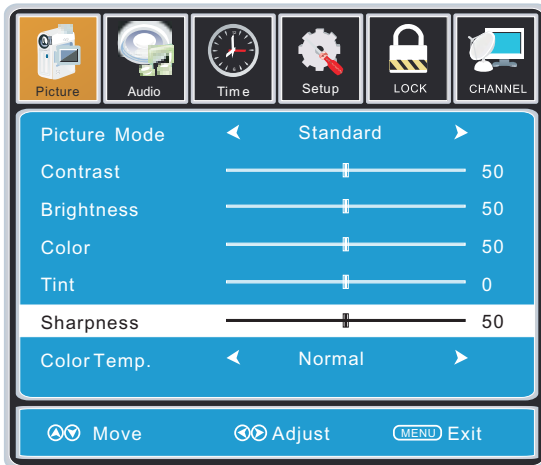 Picture Audio Time Setup LOCK CHANNEL
Picture Mode Standard
Contrast 50
Brightness 50
Color 50
Tint 0
Sharpness 50
Color Temp. Normal
Move Adjust MENU Exit